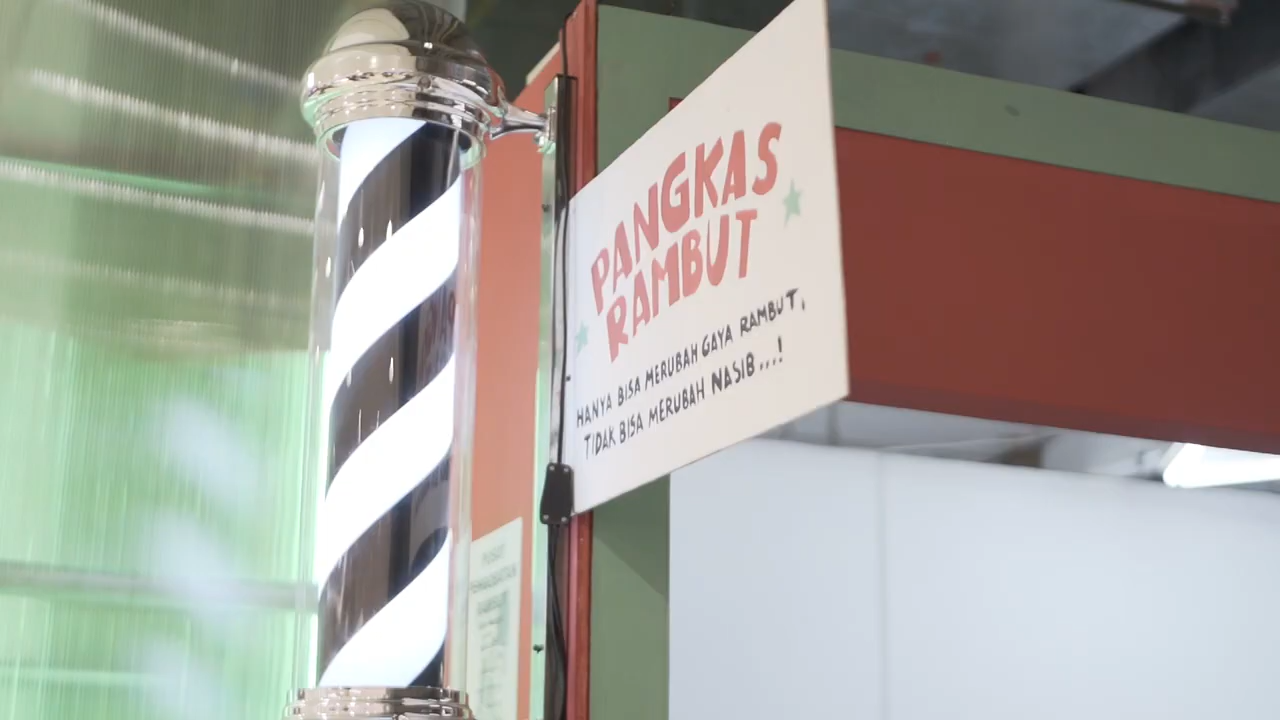 PANGKAS
RAMBUT
HANYA BISA MERUBAH GAYA RAMBUT,
TIDAK BISA MERUBAH NASIB...!